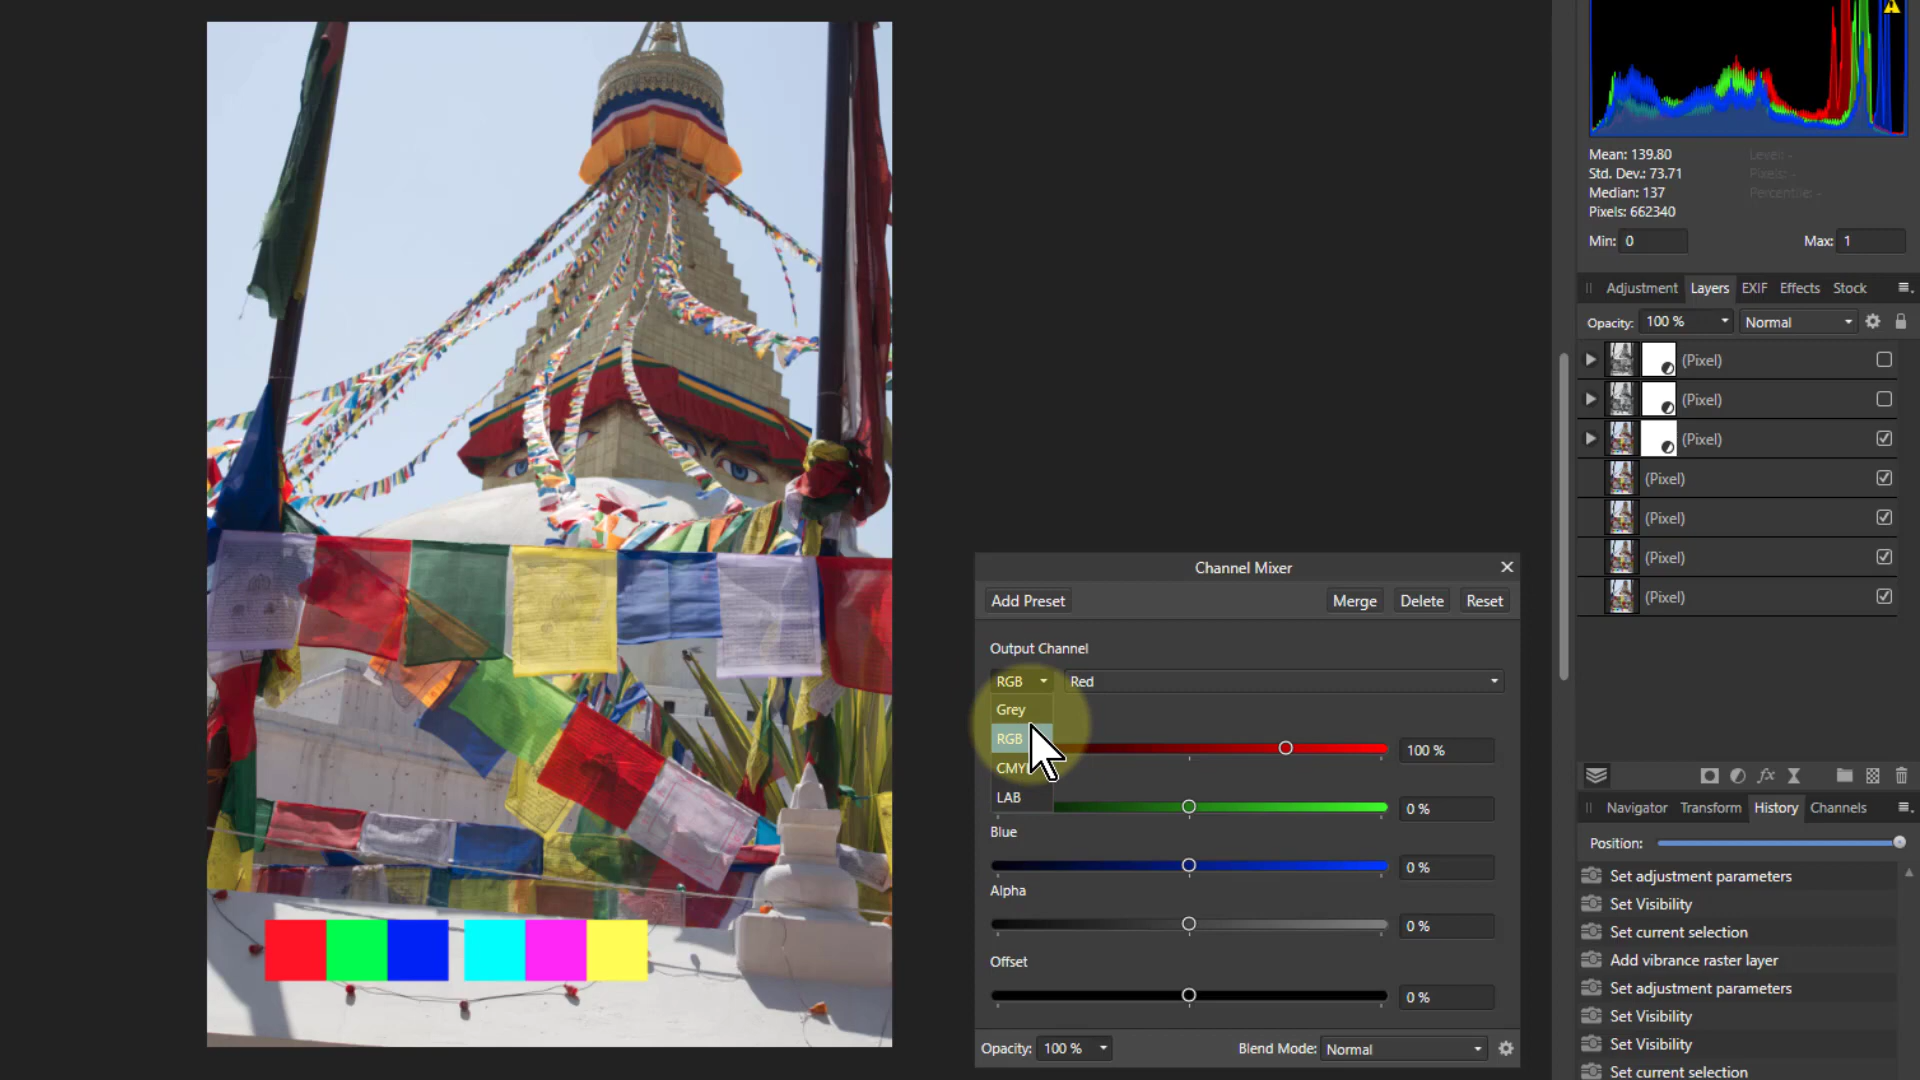 Mean: 139.80
Level: -
Std. Dev.: 73.71
Pixels: -
Median: 137
Percentile: -
Pixels: 662340
Min: 0
Max: 1
Adjustment Layers EXIF Effects Stock
Opacity: 100 % Normal
(Pixel)
(Pixel)
(Pixel)
(Pixel)
(Pixel)
(Pixel)
(Pixel)
Channel Mixer
Add Preset Merge Delete Reset
Output Channel
RGB Red
Grey
RGB
100 %
LAB
0 %
Blue
0 %
Alpha
0 %
Offset
0 %
Opacity: 100 % Blend Mode: Normal
fx
Navigator Transform History Channels
Position:
Set adjustment parameters
Set Visibility
Set current selection
Add vibrance raster layer
Set adjustment parameters
Set Visibility
Set Visibility
Set current selection